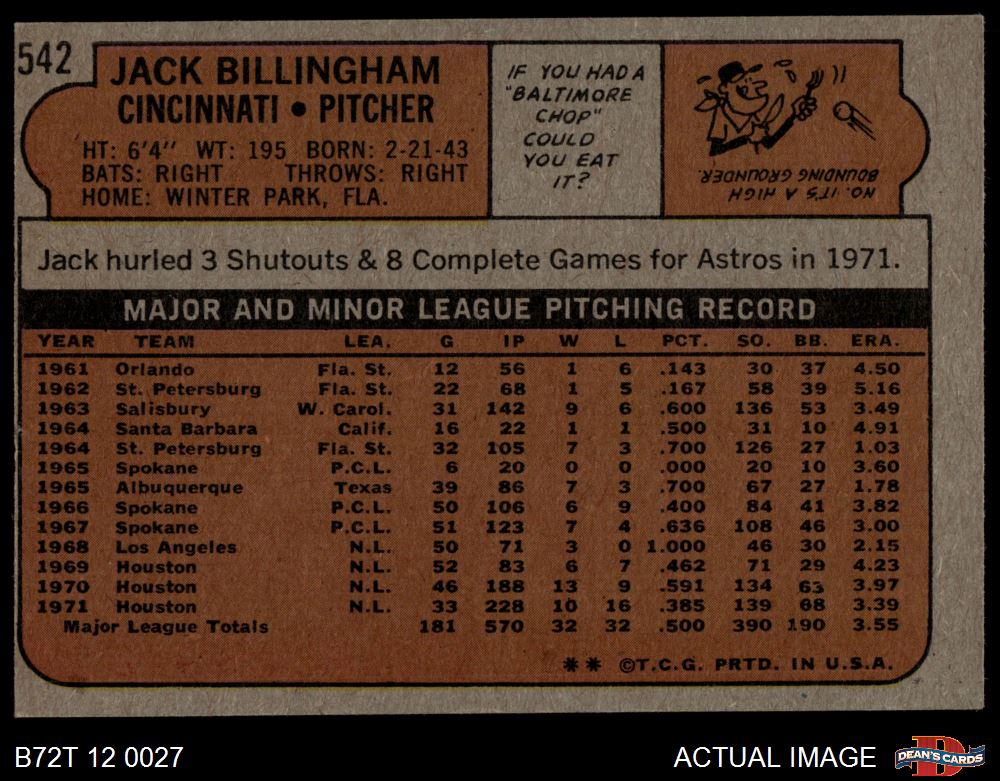 542
JACK BILLINGHAM
CINCINNATI • PITCHER
HT: 6'4" WT: 195 BORN: 2-21-43
BATS: RIGHT THROWS: RIGHT
HOME: WINTER PARK, FLA.
IF YOU HAD A
"BALTIMORE
CHOP"
COULD
YOU EAT
IT?
NO. IT'S A HIGH
BOUNDING GROUNDER.
Jack hurled 3 Shutouts & 8 Complete Games for Astros in 1971.
MAJOR AND MINOR LEAGUE PITCHING RECORD
YEAR TEAM LEA. G IP W L PCT. SO. BB. ERA.
1961 Orlando Fla. St. 12 56 1 6 .143 30 37 4.50
1962 St. Petersburg Fla. St. 22 68 1 5 .167 58 39 5.16
1963 Salisbury W. Carol. 31 142 9 6 .600 136 53 3.49
1964 Santa Barbara Calif. 16 22 1 1 .500 31 10 4.91
1964 St. Petersburg Fla. St. 32 105 7 3 .700 126 27 1.03
1965 Spokane P.C.L. 6 20 0 0 .000 20 10 3.60
1965 Albuquerque Texas 39 86 7 3 .700 67 27 1.78
1966 Spokane P.C.L. 50 106 6 9 .400 84 41 3.82
1967 Spokane P.C.L. 51 123 7 4 .636 108 46 3.00
1968 Los Angeles N.L. 50 71 3 0 1.000 46 30 2.15
1969 Houston N.L. 52 83 6 7 .462 71 29 4.23
1970 Houston N.L. 46 188 13 9 .591 134 63 3.97
1971 Houston N.L. 33 228 10 16 .385 139 68 3.39
Major League Totals 181 570 32 32 .500 390 190 3.55
** ©T.C.G. PRTD. IN U.S.A.
B72T 12 0027
ACTUAL IMAGE
D
DEAN'S CARDS